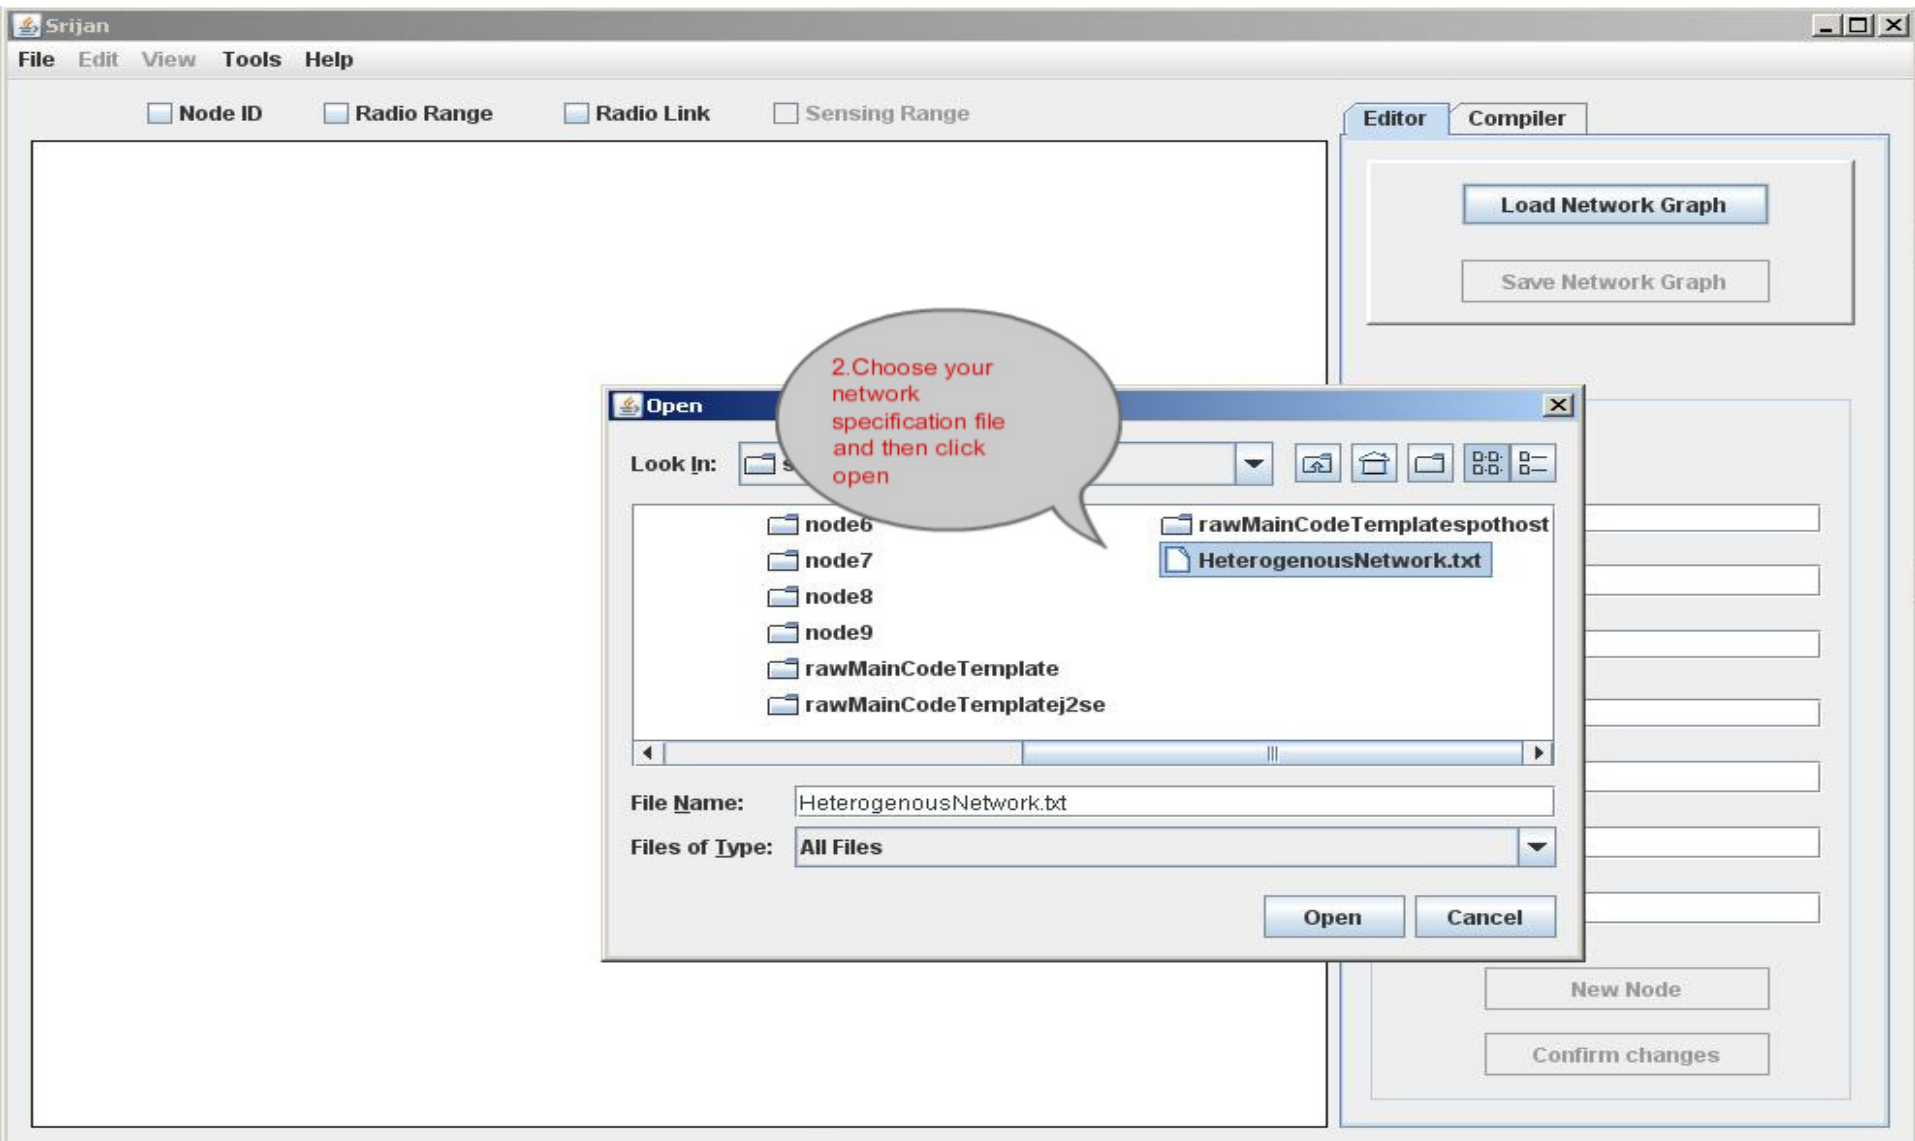 Srijan
File Edit View Tools Help
Node ID Radio Range Radio Link Sensing Range
Editor Compiler
Load Network Graph
Save Network Graph
2.Choose your
network
specification file
and then click
open
Open
Look In:
node6
node7
node8
node9
rawMainCodeTemplate
rawMainCodeTemplatej2se
rawMainCodeTemplatespothost
HeterogenousNetwork.txt
File Name: HeterogenousNetwork.txt
Files of Type: All Files
Open Cancel
New Node
Confirm changes